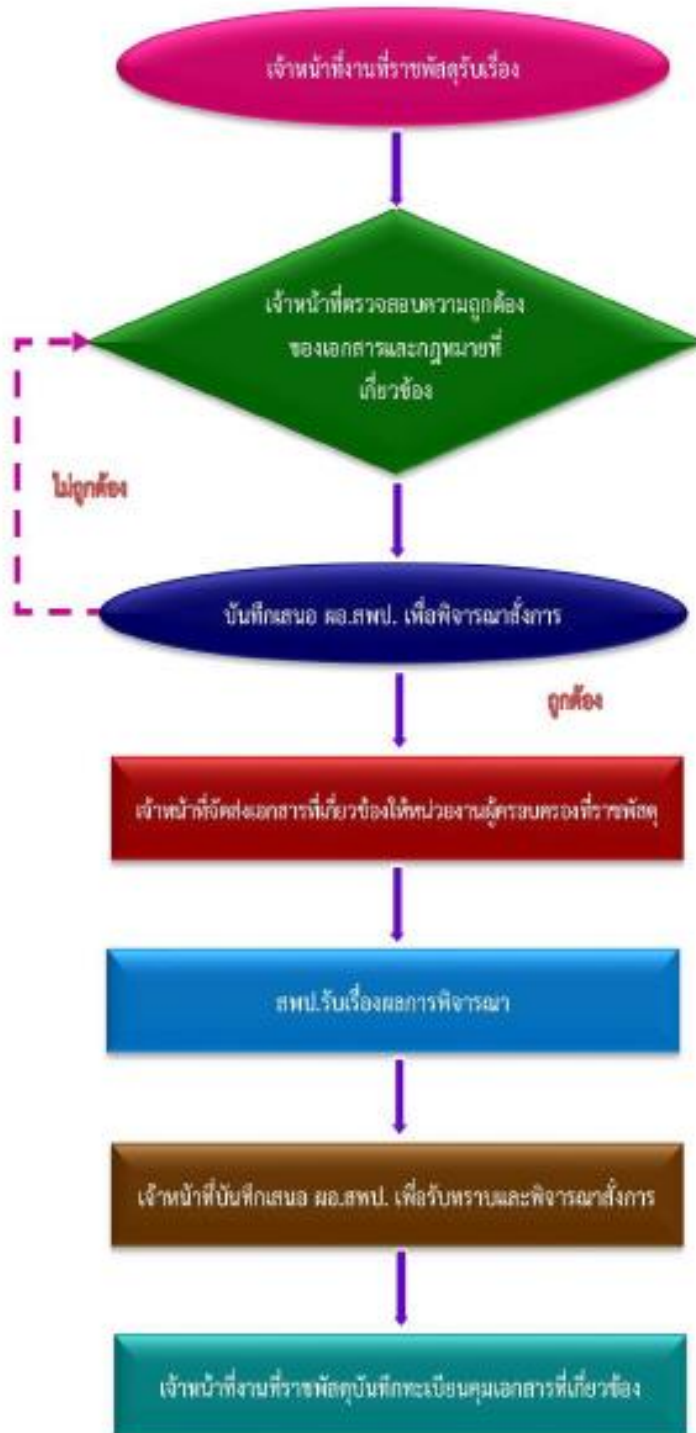 เจ้าหน้าที่งานที่ราชพัสดุรับเรื่อง
เจ้าหน้าที่ตรวจสอบความถูกต้อง
ของเอกสารและกฎหมายที่
เกี่ยวข้อง
ไม่ถูกต้อง
บันทึกเสนอ ผอ.สพป. เพื่อพิจารณาสั่งการ
ถูกต้อง
เจ้าหน้าที่จัดส่งเอกสารที่เกี่ยวข้องให้หน่วยงานผู้ครอบครองที่ราชพัสดุ
สพป.รับเรื่องผลการพิจารณา
เจ้าหน้าที่บันทึกเสนอ ผอ.สพป. เพื่อรับทราบและพิจารณาสั่งการ
เจ้าหน้าที่งานที่ราชพัสดุบันทึกทะเบียนคุมเอกสารที่เกี่ยวข้อง